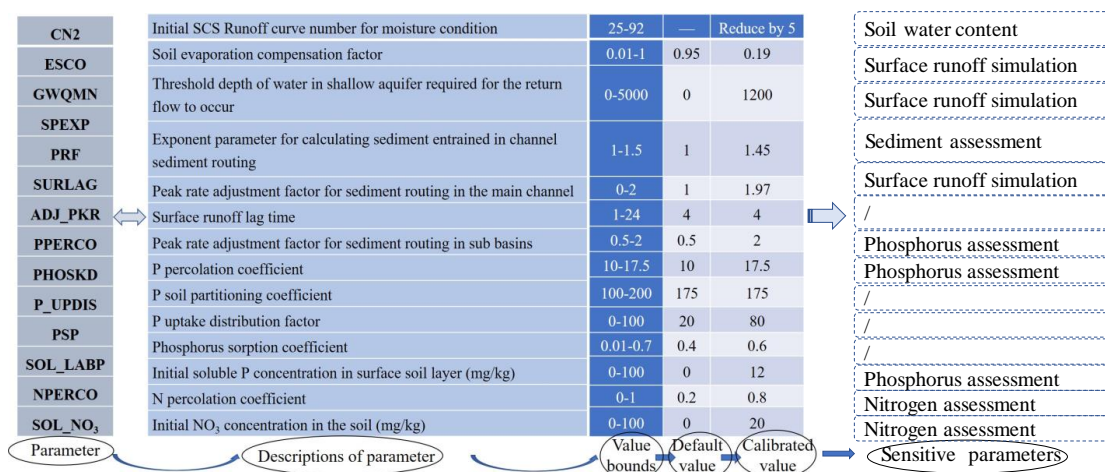 CN2 Initial SCS Runoff curve number for moisture condition 25-92 — Reduce by 5 Soil water content
ESCO Soil evaporation compensation factor 0.01-1 0.95 0.19 Surface runoff simulation
GWQMN Threshold depth of water in shallow aquifer required for the return
flow to occur 0-5000 0 1200 Surface runoff simulation
SPEXP Exponent parameter for calculating sediment entrained in channel
sediment routing 1-1.5 1 1.45 Sediment assessment
PRF Peak rate adjustment factor for sediment routing in the main channel 0-2 1 1.97 Surface runoff simulation
SURLAG Surface runoff lag time 1-24 4 4 /
ADJ_PKR Peak rate adjustment factor for sediment routing in sub basins 0.5-2 0.5 2 Phosphorus assessment
PPERCO P percolation coefficient 10-17.5 10 17.5 Phosphorus assessment
PHOSKD P soil partitioning coefficient 100-200 175 175 /
P_UPDIS P uptake distribution factor 0-100 20 80 /
PSP Phosphorus sorption coefficient 0.01-0.7 0.4 0.6 /
SOL_LABP Initial soluble P concentration in surface soil layer (mg/kg) 0-100 0 12 Phosphorus assessment
NPERCO N percolation coefficient 0-1 0.2 0.8 Nitrogen assessment
SOL_NO₃ Initial NO₃ concentration in the soil (mg/kg) 0-100 0 20 Nitrogen assessment
Parameter Descriptions of parameter Value Default Calibrated Sensitive parameters
bounds value value